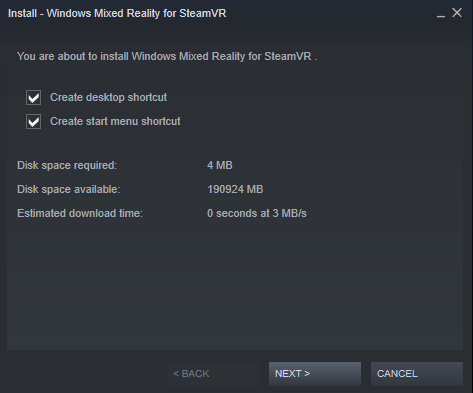 Install - Windows Mixed Reality for SteamVR
You are about to install Windows Mixed Reality for SteamVR .
Create desktop shortcut
Create start menu shortcut
Disk space required: 4 MB
Disk space available: 190924 MB
Estimated download time: 0 seconds at 3 MB/s
< BACK NEXT > CANCEL